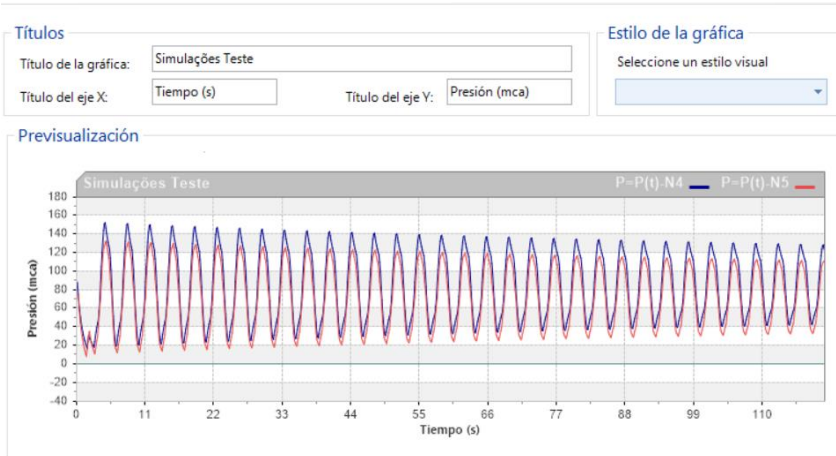 Títulos
Título de la gráfica: Simulações Teste
Título del eje X: Tiempo (s) Título del eje Y: Presión (mca)
Estilo de la gráfica
Seleccione un estilo visual
Previsualización
Simulações Teste P=P(t)-N4 P=P(t)-N5
180
160
140
120
100
80
60
40
20
0
-20
-40
Presión (mca)
0 11 22 33 44 55 66 77 88 99 110
Tiempo (s)